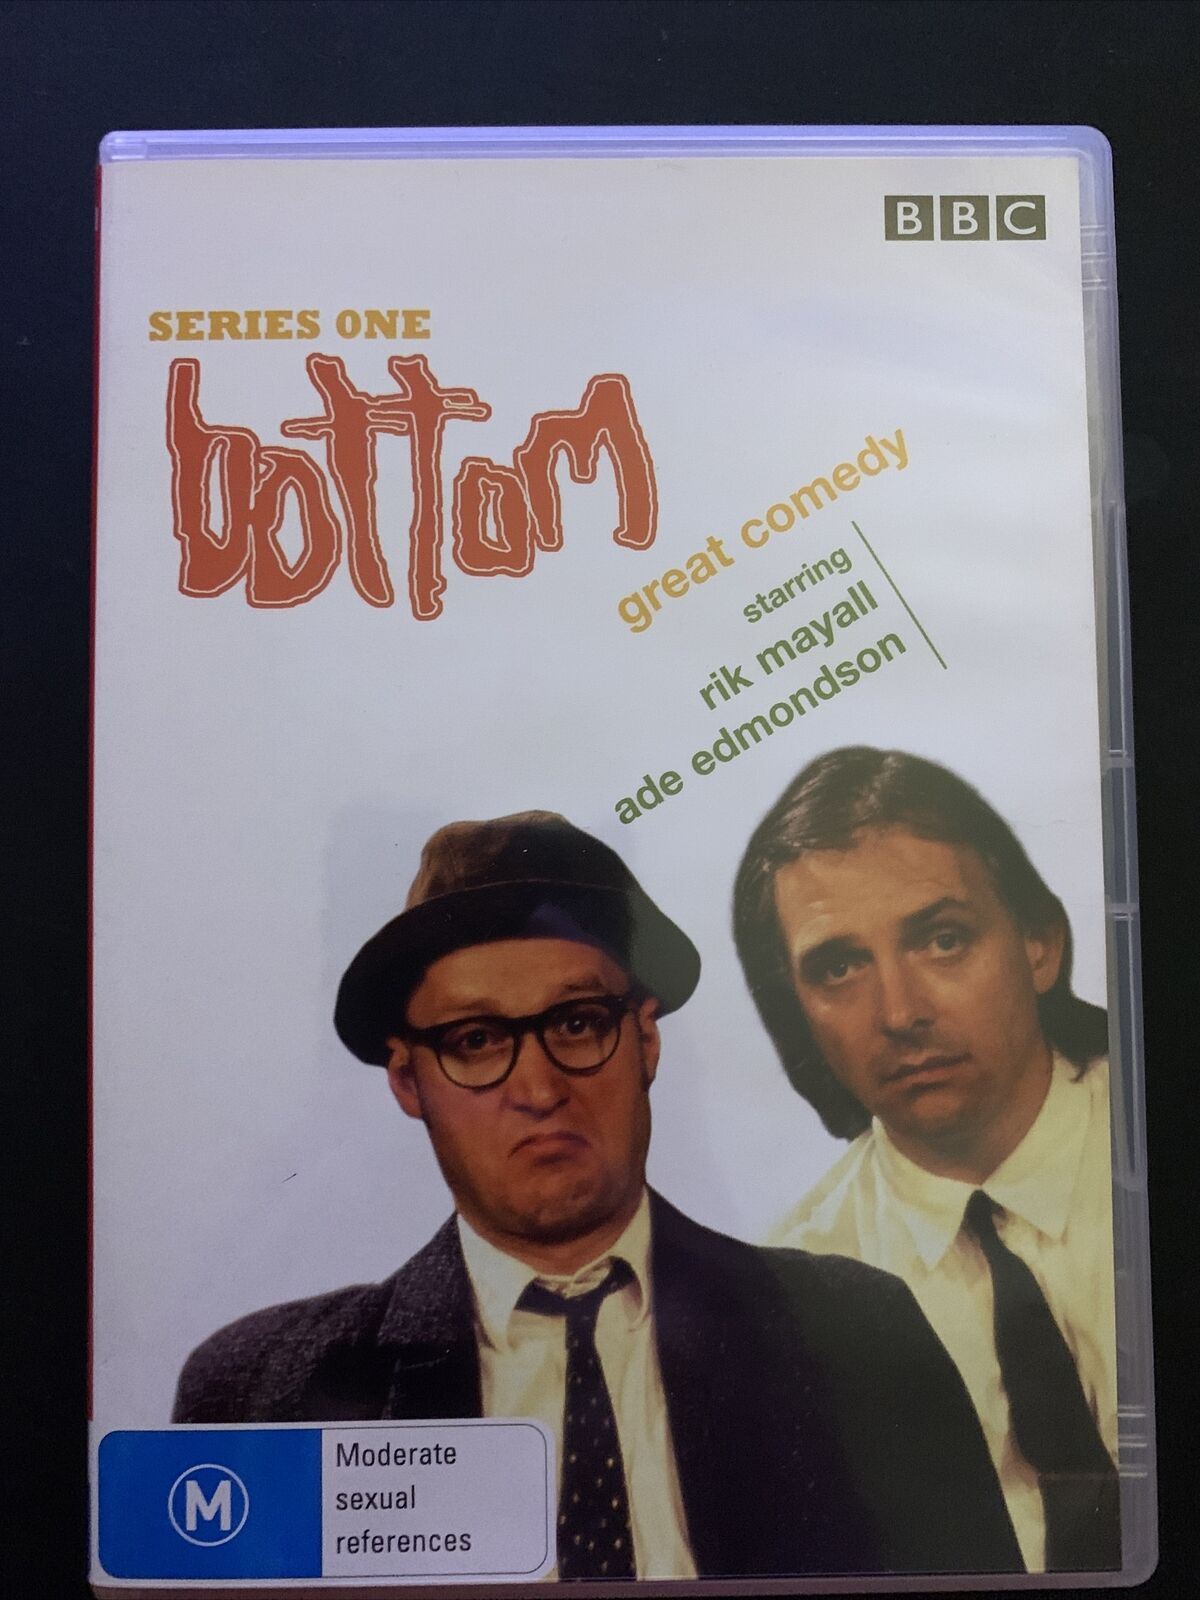 BBC
SERIES ONE
bottom
great comedy
starring
rik mayall
ade edmondson
M
Moderate
sexual
references